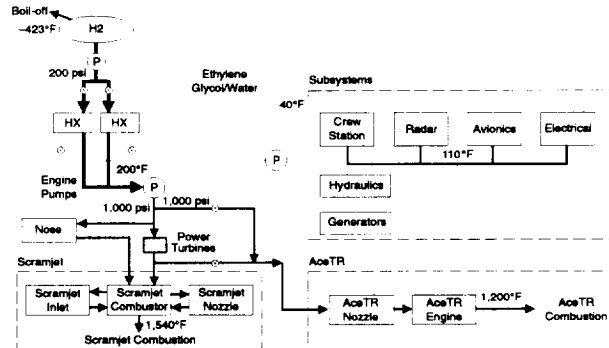 Boil-off
–423°F
H2
P
200 psi
Ethylene
Glycol/Water
Subsystems
HX
HX
40°F
Crew
Station
Radar
Avionics
Electrical
110°F
P
200°F
Engine
Pumps
P
Hydraulics
1,000 psi
1,000 psi
Generators
Nose
Power
Turbines
Scramjet
AceTR
Scramjet
Inlet
Scramjet
Combustor
Scramjet
Nozzle
AceTR
Nozzle
AceTR
Engine
1,200°F
AceTR
Combustion
1,540°F
Scramjet Combustion